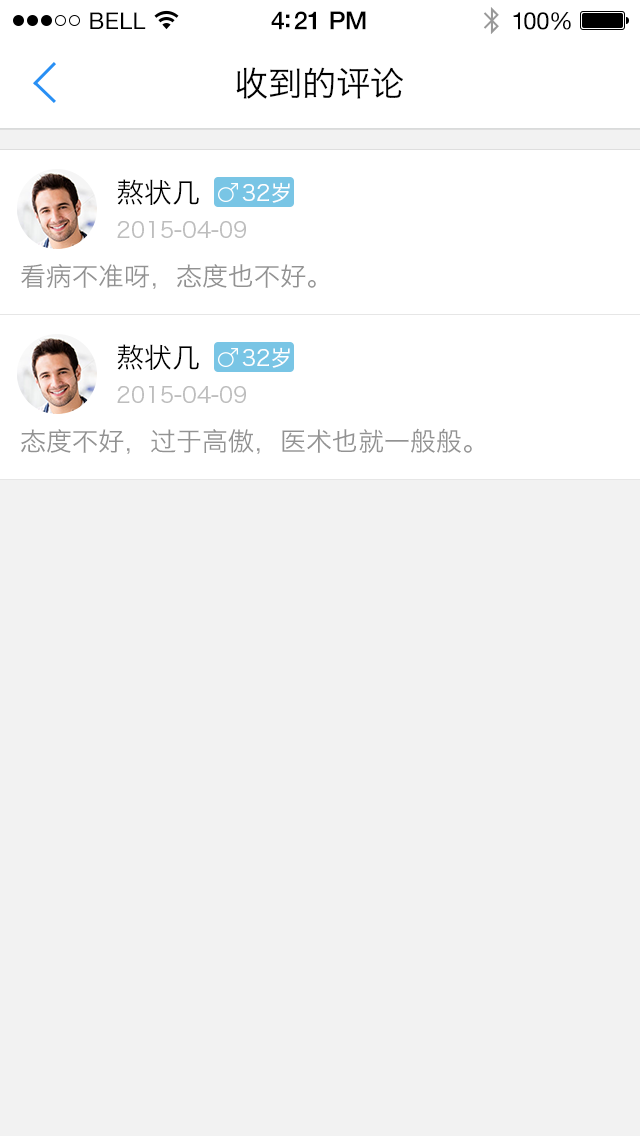 BELL 4:21 PM 100%
收到的评论
熬状几 ♂32岁
2015-04-09
看病不准呀，态度也不好。
熬状几 ♂32岁
2015-04-09
态度不好，过于高傲，医术也就一般般。